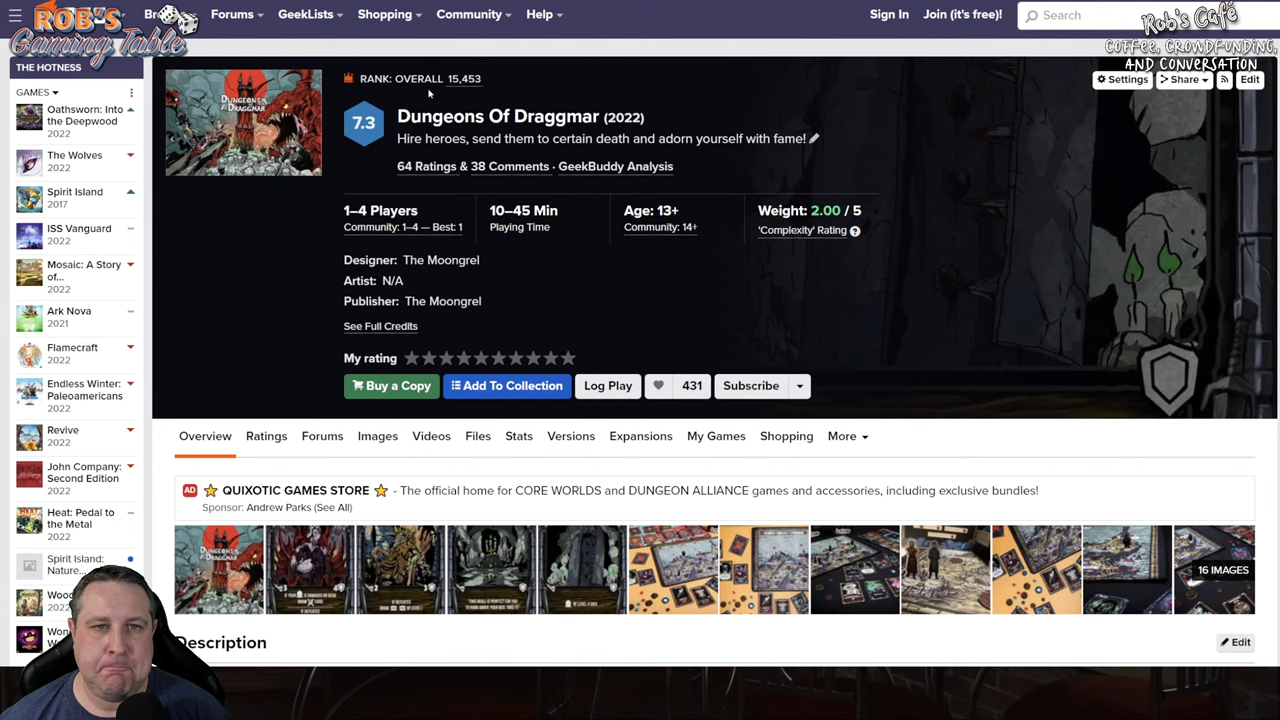 Forums GeekLists Shopping Community Help Sign In Join (it's free!) Search
ROB'S
Gaming Table
Rob's Café
COFFEE, CROWDFUNDING,
AND CONVERSATION
THE HOTNESS
GAMES
Oathsworn: Into
the Deepwood
2022
The Wolves
2022
Spirit Island
2017
ISS Vanguard
2022
Mosaic: A Story
of...
2022
Ark Nova
2021
Flamecraft
2022
Endless Winter:
Paleoamericans
2022
Revive
2022
John Company:
Second Edition
2022
Heat: Pedal to
the Metal
2022
Spirit Island:
Nature...
DUNGEONS
OF DRAGGMAR
RANK: OVERALL 15,453
Settings Share Edit
7.3
Dungeons Of Draggmar (2022)
Hire heroes, send them to certain death and adorn yourself with fame!
64 Ratings & 38 Comments · GeekBuddy Analysis
1–4 Players 10–45 Min Age: 13+ Weight: 2.00 / 5
Community: 1–4 — Best: 1 Playing Time Community: 14+ 'Complexity' Rating ?
Designer: The Moongrel
Artist: N/A
Publisher: The Moongrel
See Full Credits
My rating
Buy a Copy Add To Collection Log Play 431 Subscribe
Overview Ratings Forums Images Videos Files Stats Versions Expansions My Games Shopping More
AD QUIXOTIC GAMES STORE - The official home for CORE WORLDS and DUNGEON ALLIANCE games and accessories, including exclusive bundles!
Sponsor: Andrew Parks (See All)
16 IMAGES
Description Edit